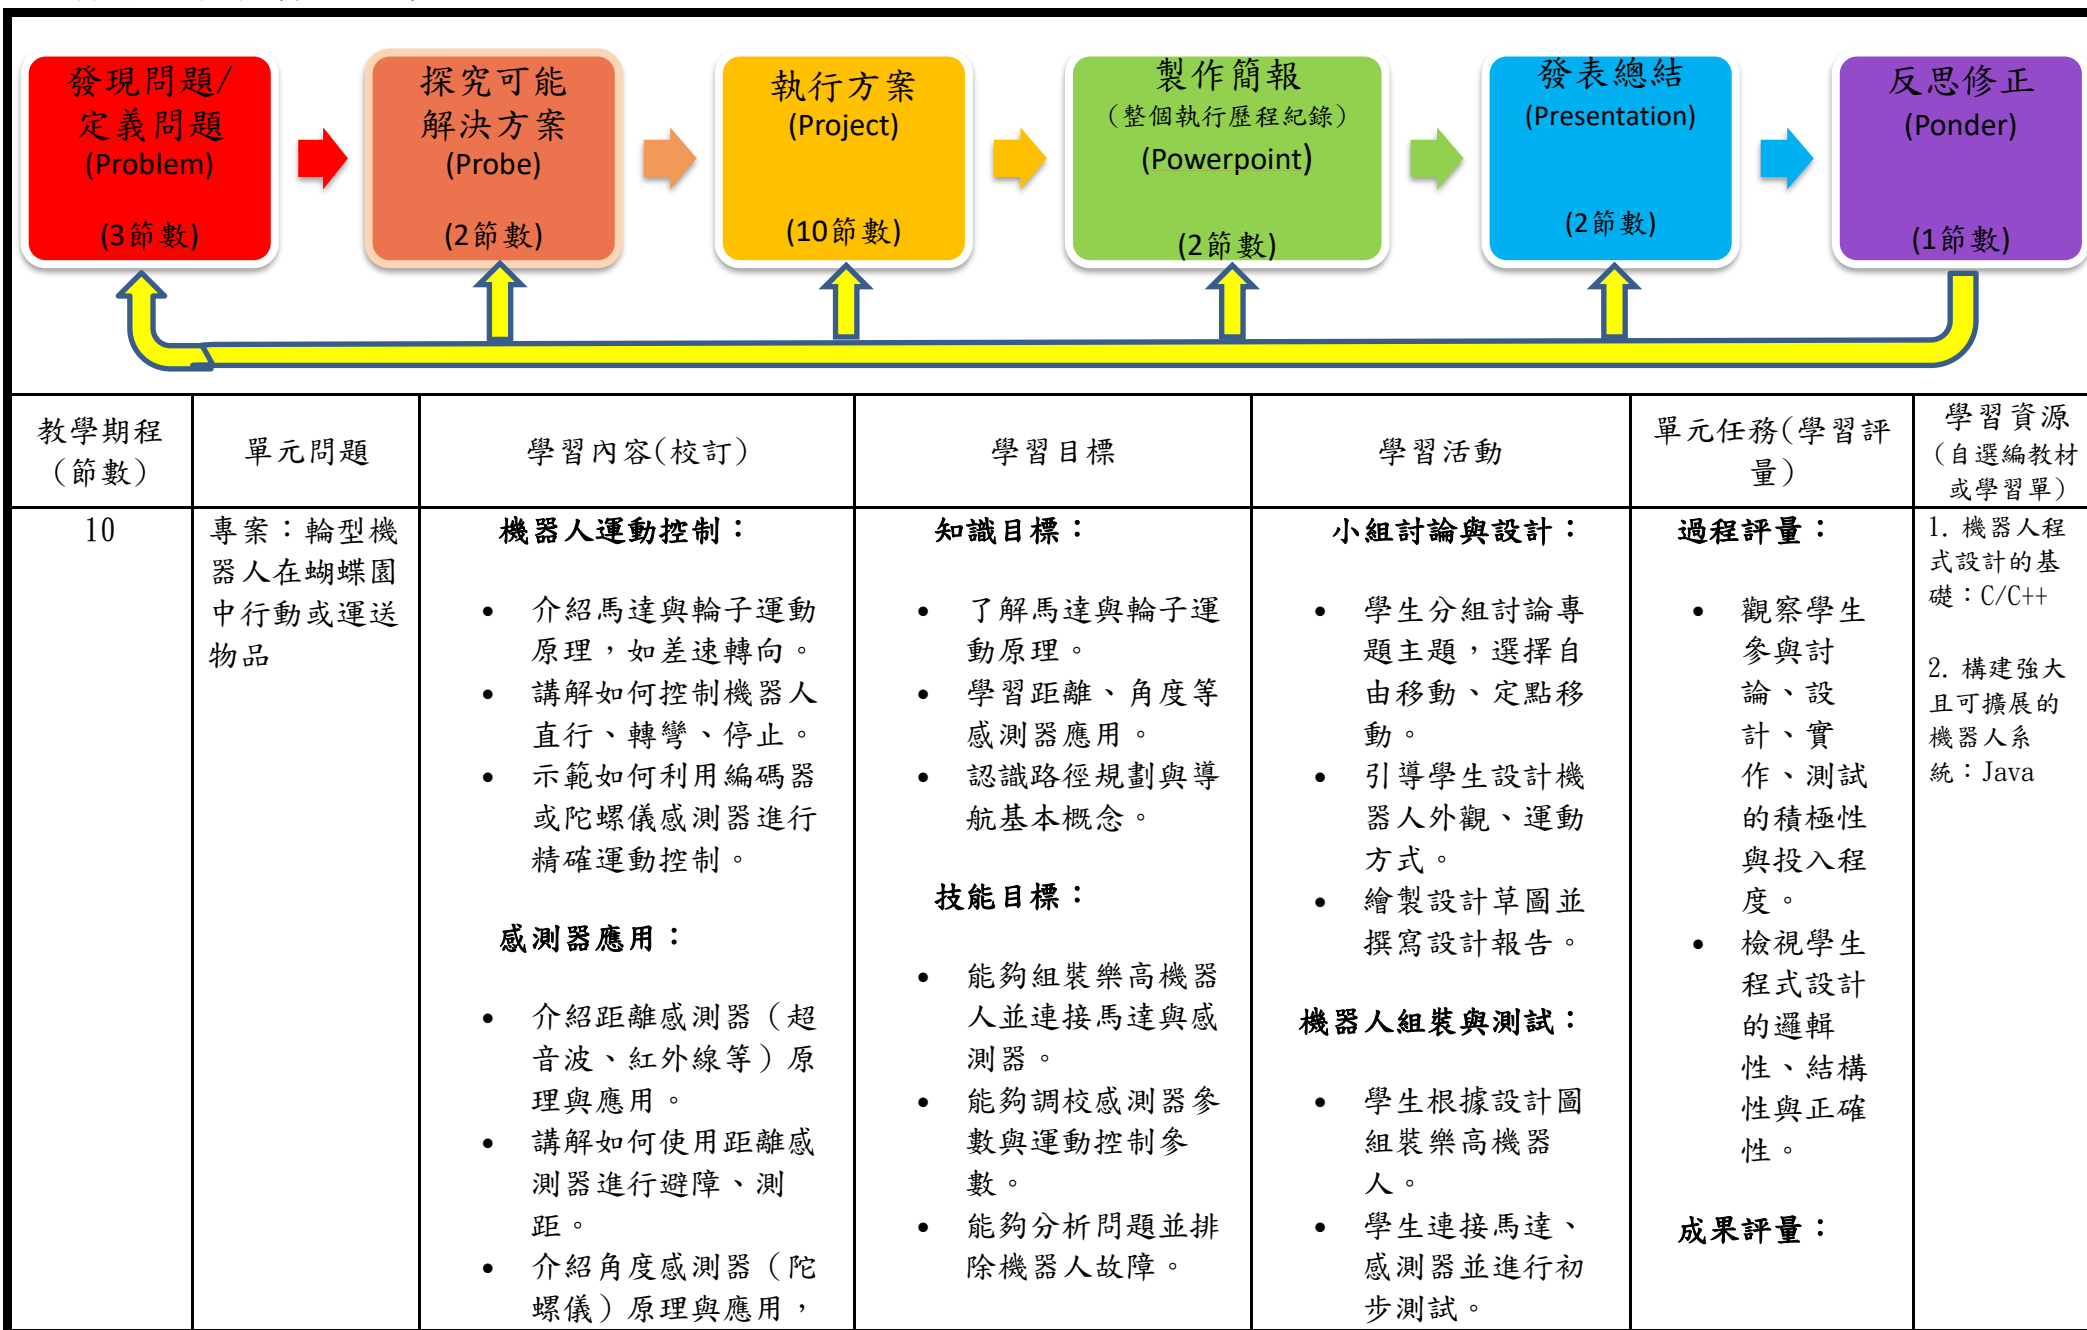 發現問題/
定義問題
(Problem)
(3節數)
探究可能
解決方案
(Probe)
(2節數)
執行方案
(Project)
(10節數)
製作簡報
(整個執行歷程紀錄)
(Powerpoint)
(2節數)
發表總結
(Presentation)
(2節數)
反思修正
(Ponder)
(1節數)
教學期程
(節數)
單元問題
學習內容(校訂)
學習目標
學習活動
單元任務(學習評
量)
學習資源
(自選編教材
或學習單)
10
專案：輪型機
器人在蝴蝶園
中行動或運送
物品
機器人運動控制：
• 介紹馬達與輪子運動
原理，如差速轉向。
• 講解如何控制機器人
直行、轉彎、停止。
• 示範如何利用編碼器
或陀螺儀感測器進行
精確運動控制。
感測器應用：
• 介紹距離感測器（超
音波、紅外線等）原
理與應用。
• 講解如何使用距離感
測器進行避障、測
距。
• 介紹角度感測器（陀
螺儀）原理與應用，
知識目標：
• 了解馬達與輪子運
動原理。
• 學習距離、角度等
感測器應用。
• 認識路徑規劃與導
航基本概念。
技能目標：
• 能夠組裝樂高機器
人並連接馬達與感
測器。
• 能夠調校感測器參
數與運動控制參
數。
• 能夠分析問題並排
除機器人故障。
小組討論與設計：
• 學生分組討論專
題主題，選擇自
由移動、定點移
動。
• 引導學生設計機
器人外觀、運動
方式。
• 繪製設計草圖並
撰寫設計報告。
機器人組裝與測試：
• 學生根據設計圖
組裝樂高機器
人。
• 學生連接馬達、
感測器並進行初
步測試。
過程評量：
• 觀察學生
參與討
論、設
計、實
作、測試
的積極性
與投入程
度。
• 檢視學生
程式設計
的邏輯
性、結構
性與正確
性。
成果評量：
1. 機器人程
式設計的基
礎：C/C++
2. 構建強大
且可擴展的
機器人系
統：Java